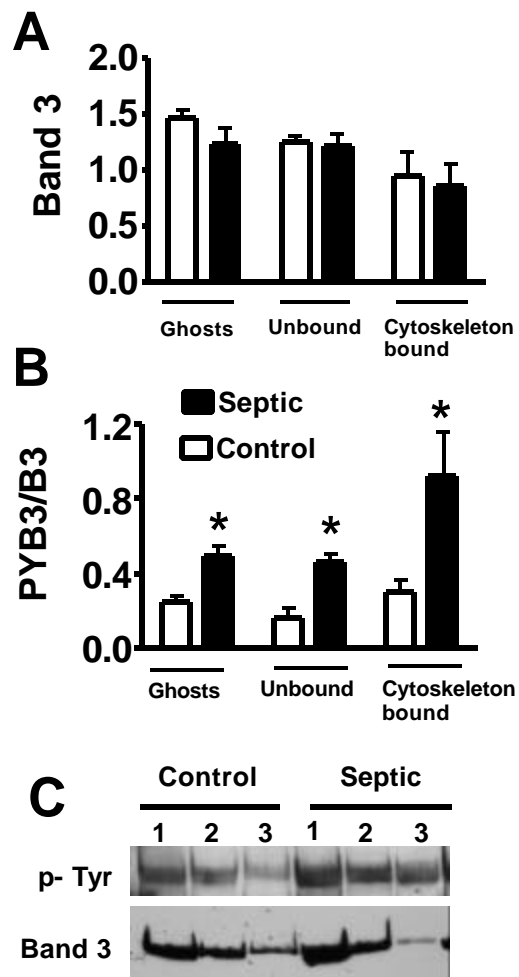 A
Band 3
2.0
1.5
1.0
0.5
0.0
Ghosts
Unbound
Cytoskeleton
bound
B
PYB3/B3
1.2
0.8
0.4
0.0
Septic
Control
*
*
*
Ghosts
Unbound
Cytoskeleton
bound
C
Control
Septic
1 2 3 1 2 3
p- Tyr
Band 3